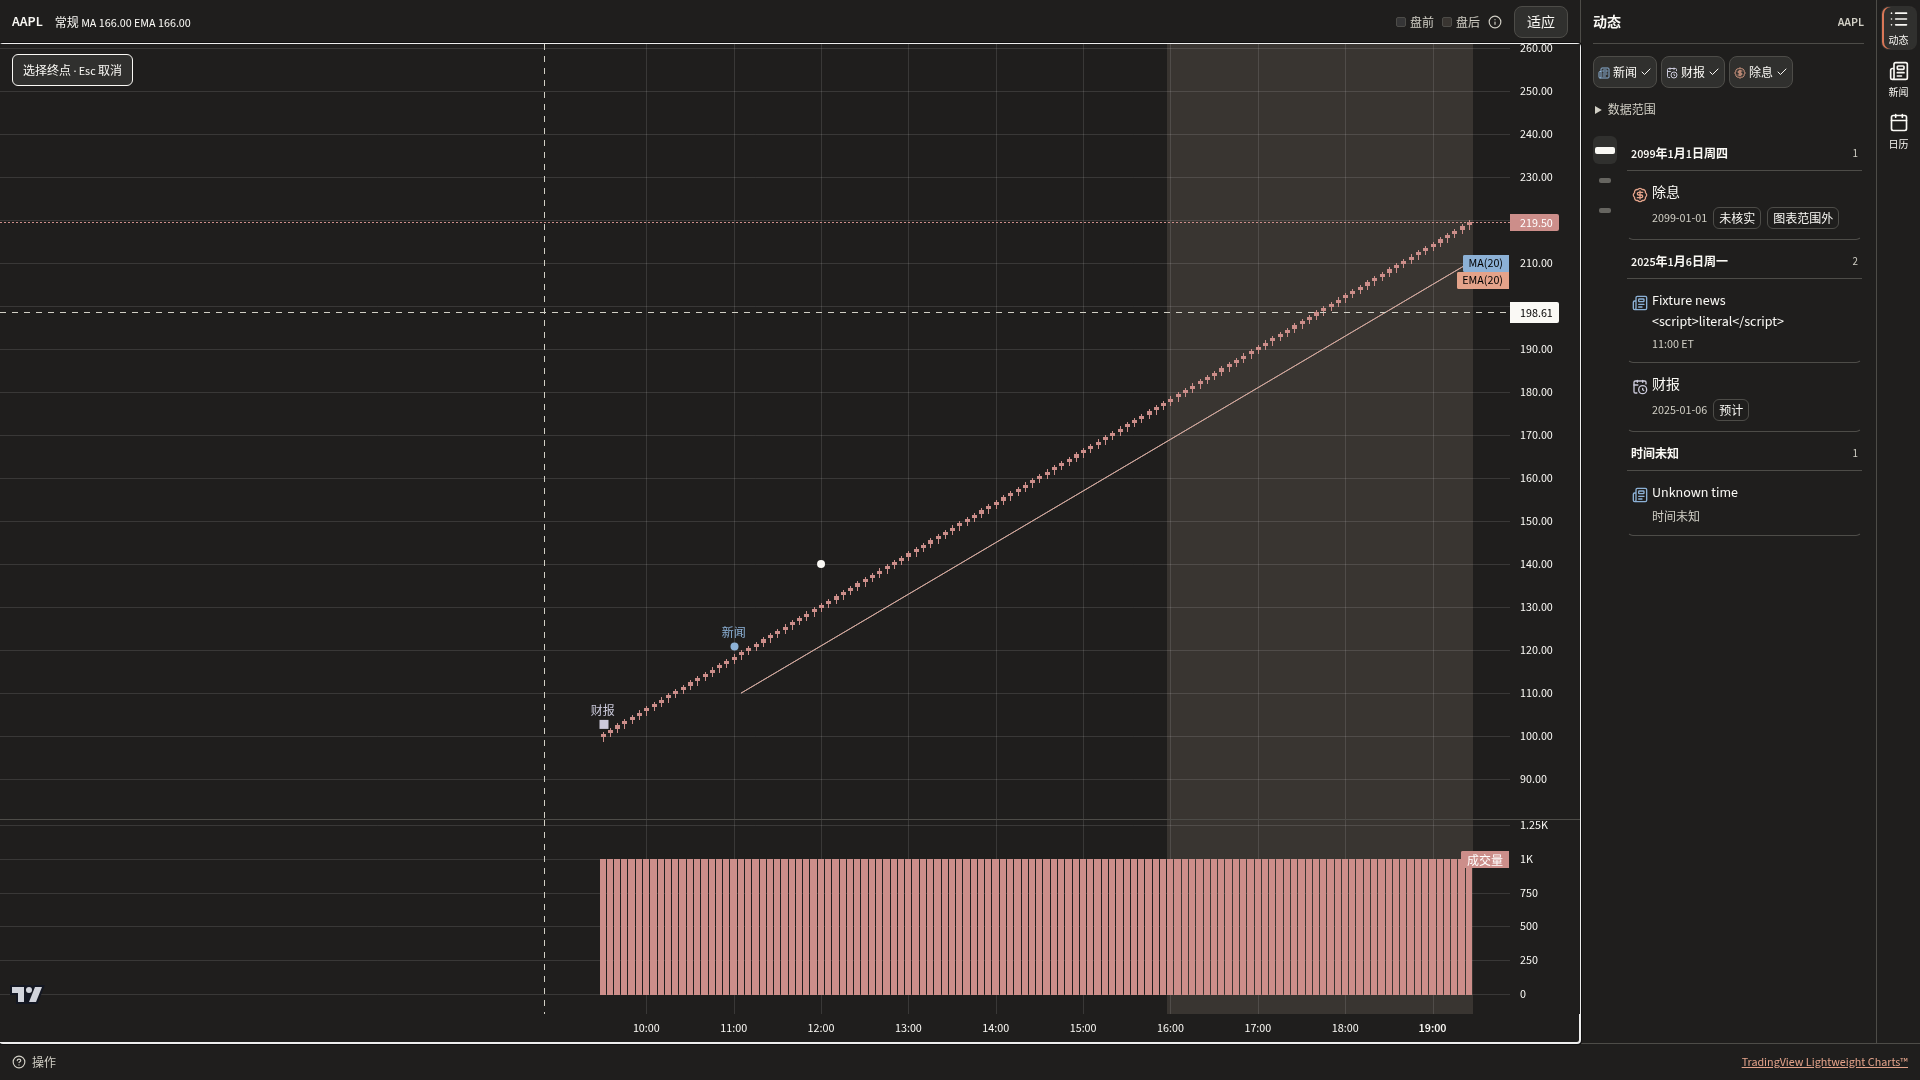 AAPL 常规 MA 166.00 EMA 166.00
盘前 盘后 适应
选择终点 · Esc 取消
260.00
250.00
240.00
230.00
219.50
MA(20) 210.00
EMA(20)
198.61
190.00
180.00
170.00
160.00
150.00
140.00
130.00
新闻
120.00
110.00
财报
100.00
90.00
1.25K
成交量 1K
750
500
250
0
10:00 11:00 12:00 13:00 14:00 15:00 16:00 17:00 18:00 19:00
操作
TradingView Lightweight Charts™
动态 AAPL
新闻 财报 除息
数据范围
2099年1月1日周四 1
除息
2099-01-01 未核实 图表范围外
2025年1月6日周一 2
Fixture news
<script>literal</script>
11:00 ET
财报
2025-01-06 预计
时间未知 1
Unknown time
时间未知
动态
新闻
日历